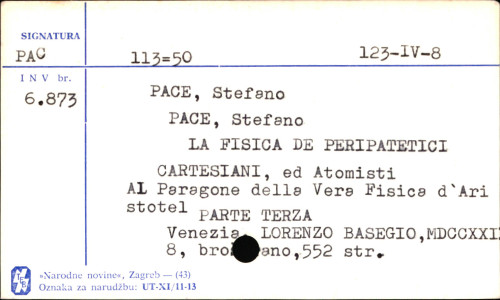 SIGNATURA
PAC 113=50 123-IV-8
I N V br.
6.873
PACE, Stefano
PACE, Stefano
LA FISICA DE PERIPATETICI
CARTESIANI, ed Atomisti
AL Paragone della Vera Fisica d'Ari
stotel
PARTE TERZA
Venezia, LORENZO BASEGIO,MDCCXXI
8, 552 str.
»Narodne novine«, Zagreb — (43)
Oznaka za narudžbu: UT-XI/11-13